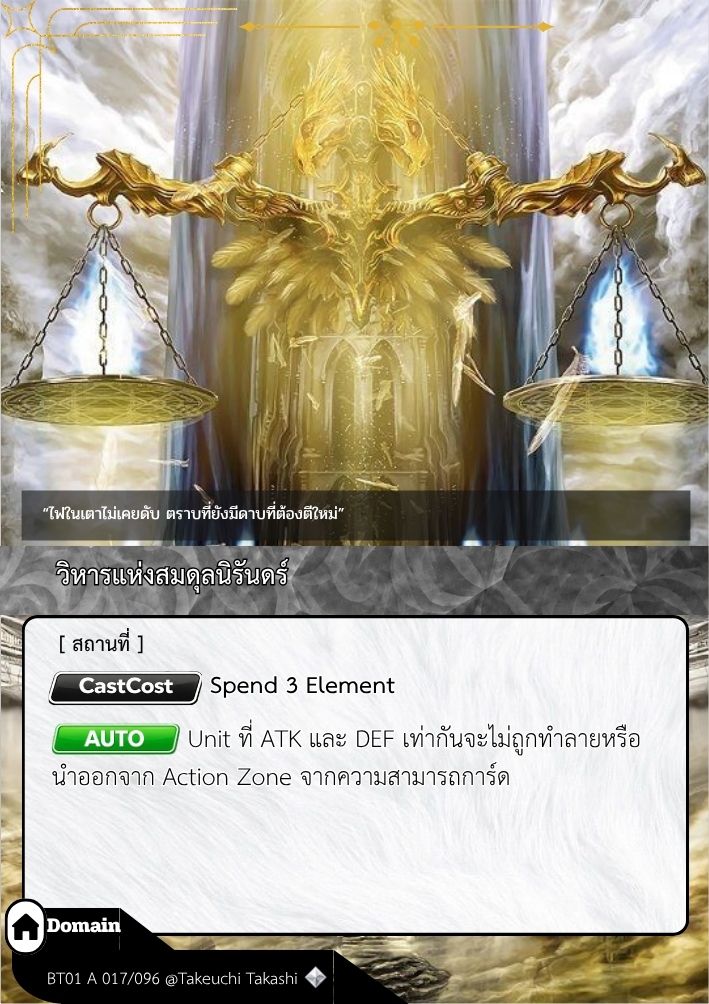 “ไฟในเตาไม่เคยดับ ตราบที่ยังมีดาบที่ต้องตีใหม่”
วิหารแห่งสมดุลนิรันดร์
[ สถานที่ ]
CastCost Spend 3 Element
AUTO Unit ที่ ATK และ DEF เท่ากันจะไม่ถูกทำลายหรือ
นำออกจาก Action Zone จากความสามารถการ์ด
Domain
BT01 A 017/096 @Takeuchi Takashi